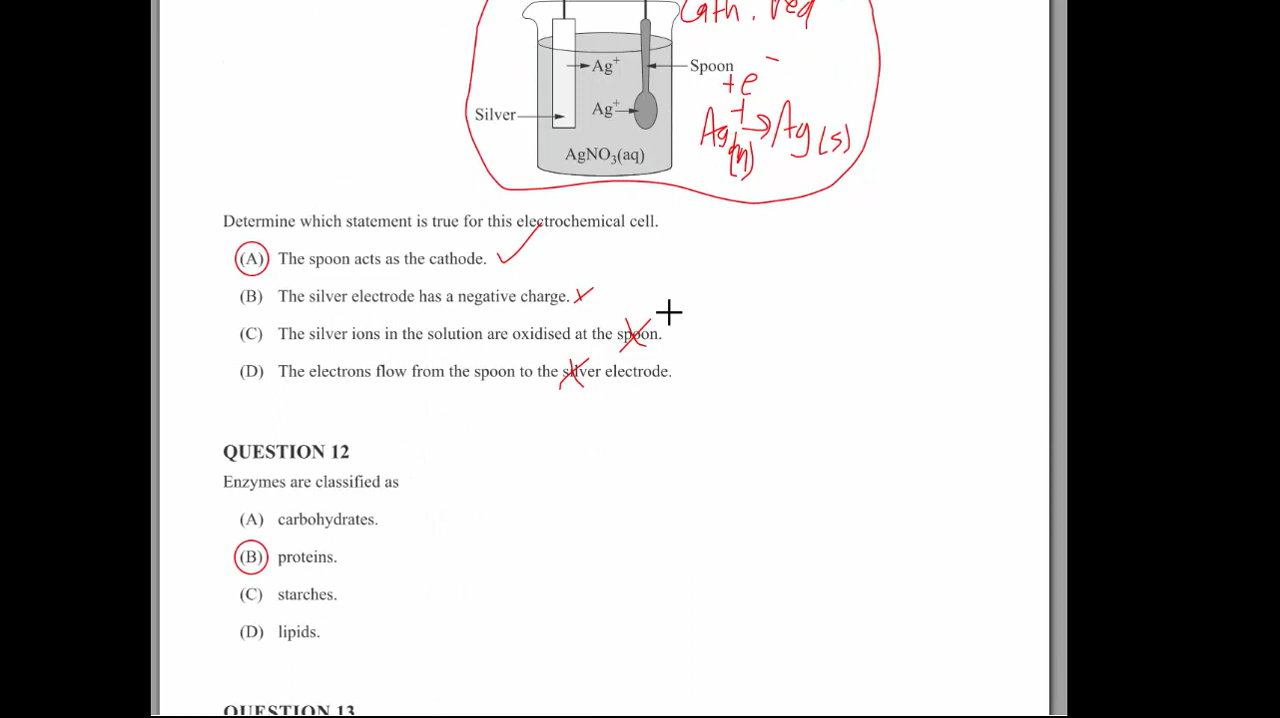 Cath. red
Ag⁺
Spoon
+e⁻
Silver
Ag⁺
Ag⁺ → Ag(s)
AgNO₃(aq)
Determine which statement is true for this electrochemical cell.
(A) The spoon acts as the cathode.
(B) The silver electrode has a negative charge.
(C) The silver ions in the solution are oxidised at the spoon.
(D) The electrons flow from the spoon to the silver electrode.
QUESTION 12
Enzymes are classified as
(A) carbohydrates.
(B) proteins.
(C) starches.
(D) lipids.
QUESTION 13